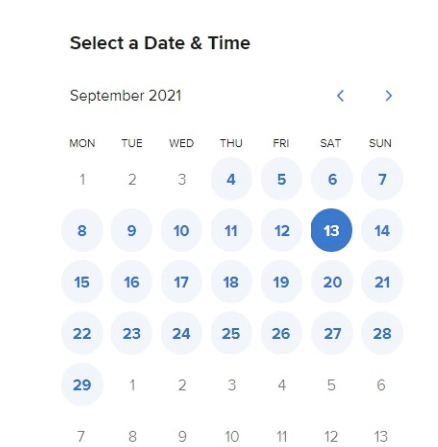 Select a Date & Time
September 2021
MON TUE WED THU FRI SAT SUN
1 2 3 4 5 6 7
8 9 10 11 12 13 14
15 16 17 18 19 20 21
22 23 24 25 26 27 28
29 1 2 3 4 5 6
7 8 9 10 11 12 13